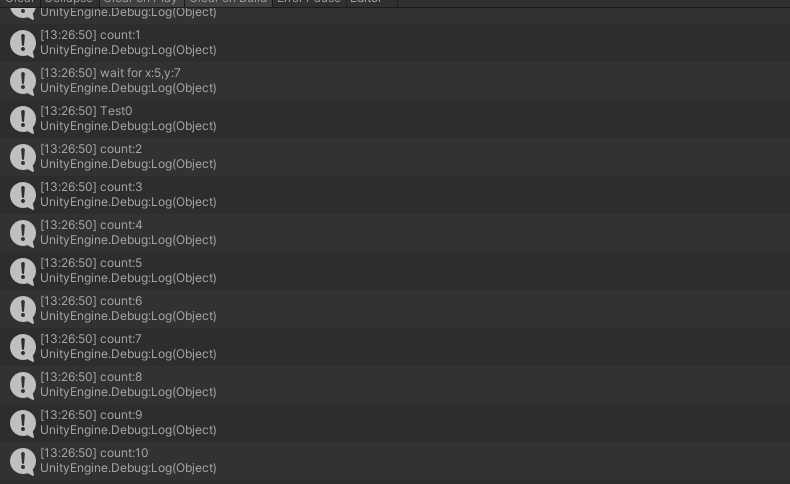 Clear Collapse Clear on Play Clear on Build Error Pause Editor
UnityEngine.Debug:Log(Object)
[13:26:50] count:1
UnityEngine.Debug:Log(Object)
[13:26:50] wait for x:5,y:7
UnityEngine.Debug:Log(Object)
[13:26:50] Test0
UnityEngine.Debug:Log(Object)
[13:26:50] count:2
UnityEngine.Debug:Log(Object)
[13:26:50] count:3
UnityEngine.Debug:Log(Object)
[13:26:50] count:4
UnityEngine.Debug:Log(Object)
[13:26:50] count:5
UnityEngine.Debug:Log(Object)
[13:26:50] count:6
UnityEngine.Debug:Log(Object)
[13:26:50] count:7
UnityEngine.Debug:Log(Object)
[13:26:50] count:8
UnityEngine.Debug:Log(Object)
[13:26:50] count:9
UnityEngine.Debug:Log(Object)
[13:26:50] count:10
UnityEngine.Debug:Log(Object)